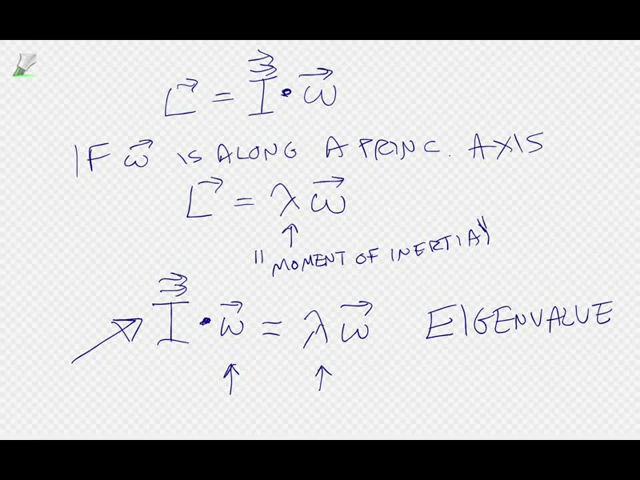 L⃗ = I⃡ · ω⃗
IF ω⃗ IS ALONG A PRINC. AXIS
L⃗ = λ ω⃗
↑
"MOMENT OF INERTIA"
I⃡ · ω⃗ = λ ω⃗ EIGENVALUE
↑ ↑